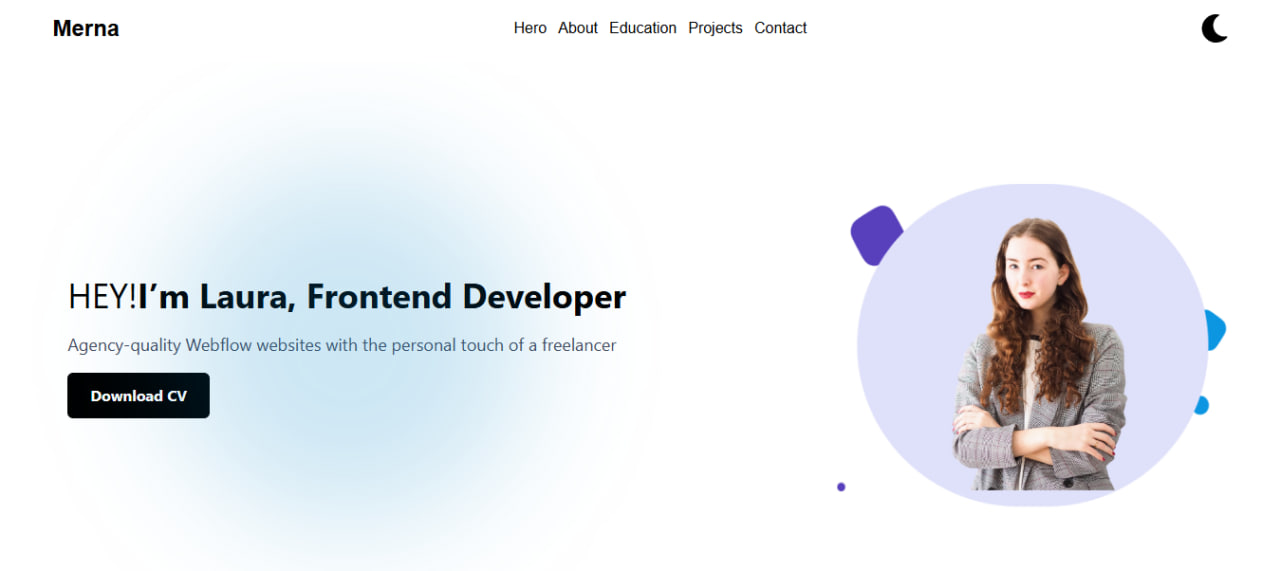 Merna
Hero About Education Projects Contact
HEY!I’m Laura, Frontend Developer
Agency-quality Webflow websites with the personal touch of a freelancer
Download CV